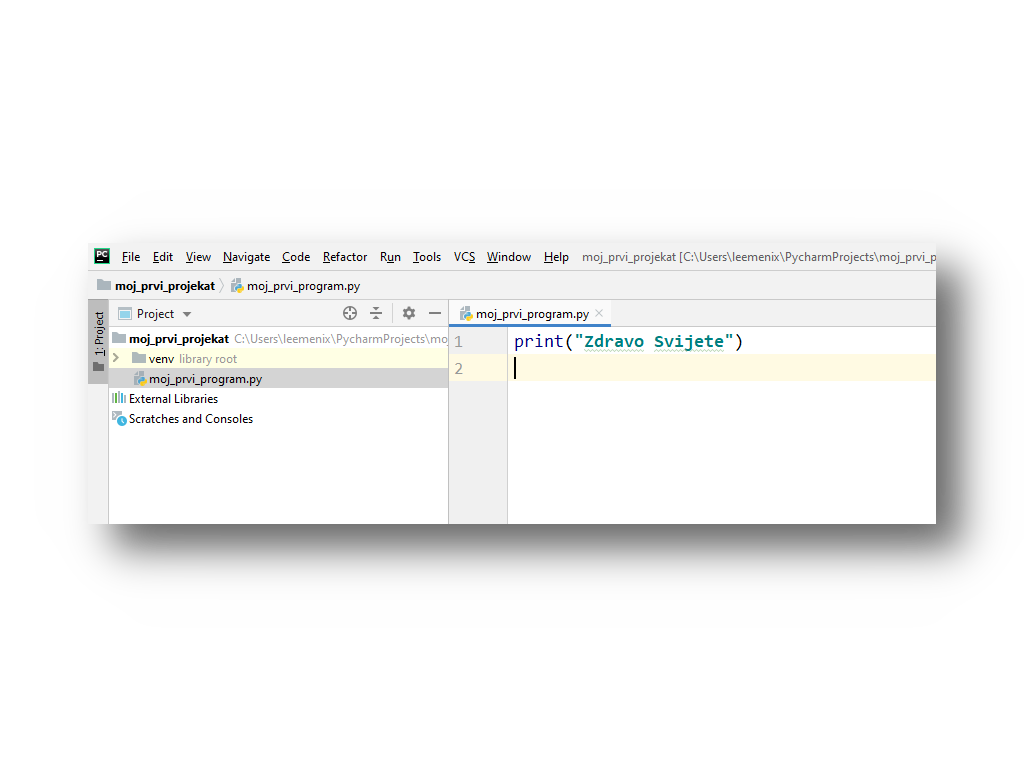 PC File Edit View Navigate Code Refactor Run Tools VCS Window Help moj_prvi_projekat [C:\Users\leemenix\PycharmProjects\moj_prvi_p
moj_prvi_projekat moj_prvi_program.py
1: Project
Project
moj_prvi_program.py
moj_prvi_projekat C:\Users\leemenix\PycharmProjects\mo
venv library root
moj_prvi_program.py
External Libraries
Scratches and Consoles
1 print("Zdravo Svijete")
2